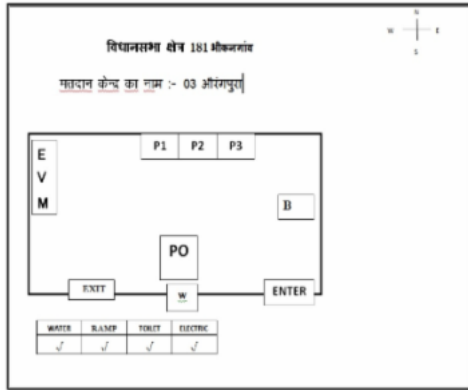 N
W E
S
विधानसभा क्षेत्र 181 भीकनगांव
मतदान केन्द्र का नाम :- 03 औरंगपुरा
P1 P2 P3
E
V
M
B
PO
EXIT
W
ENTER
WATER RAMP TOILET ELECTRIC
√ √ √ √